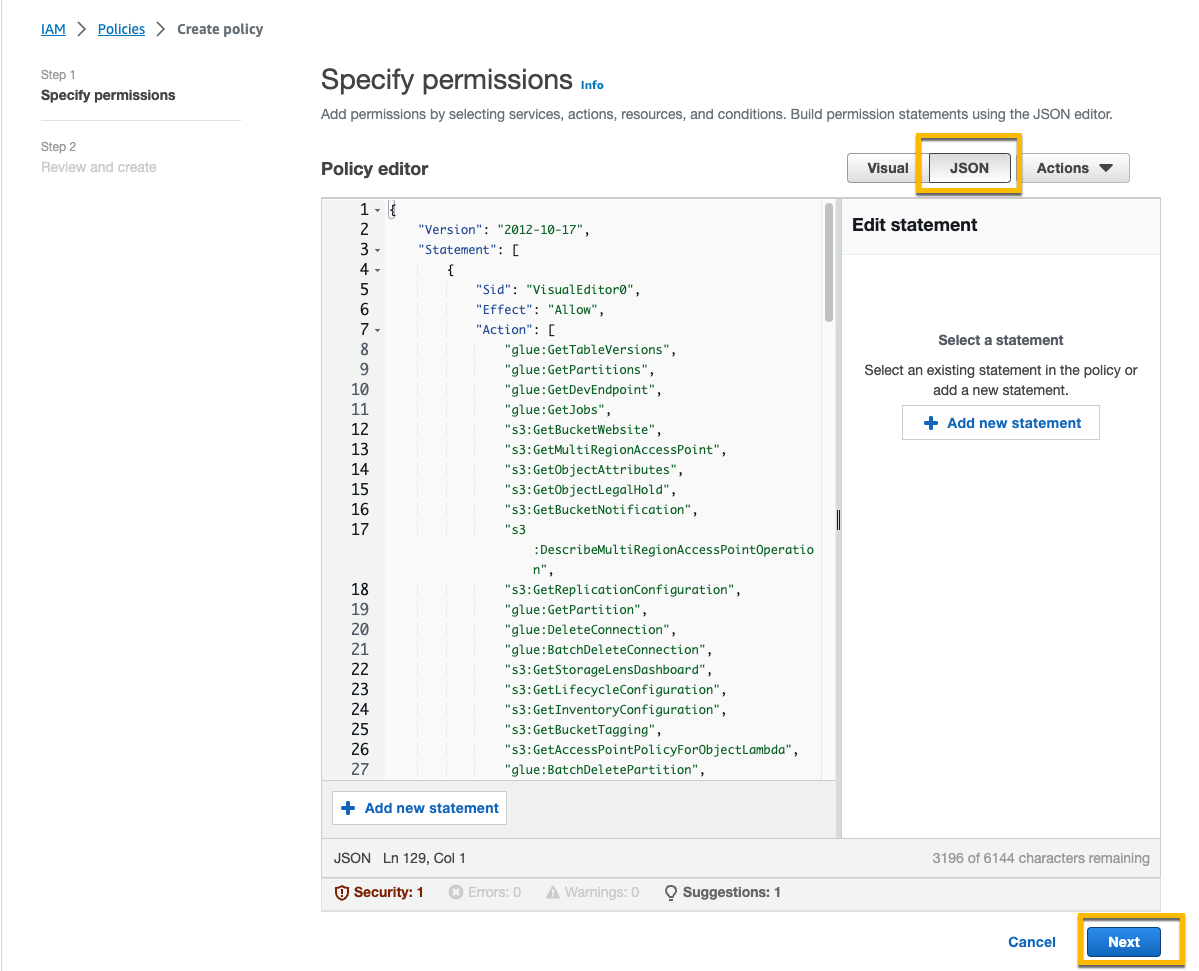 IAM > Policies > Create policy
Step 1
Specify permissions
Step 2
Review and create
Specify permissions Info
Add permissions by selecting services, actions, resources, and conditions. Build permission statements using the JSON editor.
Policy editor
Visual JSON Actions
1 {
2 "Version": "2012-10-17",
3 "Statement": [
4 {
5 "Sid": "VisualEditor0",
6 "Effect": "Allow",
7 "Action": [
8 "glue:GetTableVersions",
9 "glue:GetPartitions",
10 "glue:GetDevEndpoint",
11 "glue:GetJobs",
12 "s3:GetBucketWebsite",
13 "s3:GetMultiRegionAccessPoint",
14 "s3:GetObjectAttributes",
15 "s3:GetObjectLegalHold",
16 "s3:GetBucketNotification",
17 "s3
:DescribeMultiRegionAccessPointOperatio
n",
18 "s3:GetReplicationConfiguration",
19 "glue:GetPartition",
20 "glue:DeleteConnection",
21 "glue:BatchDeleteConnection",
22 "s3:GetStorageLensDashboard",
23 "s3:GetLifecycleConfiguration",
24 "s3:GetInventoryConfiguration",
25 "s3:GetBucketTagging",
26 "s3:GetAccessPointPolicyForObjectLambda",
27 "glue:BatchDeletePartition",
+ Add new statement
Edit statement
Select a statement
Select an existing statement in the policy or
add a new statement.
+ Add new statement
JSON Ln 129, Col 1
3196 of 6144 characters remaining
Security: 1 Errors: 0 Warnings: 0 Suggestions: 1
Cancel Next